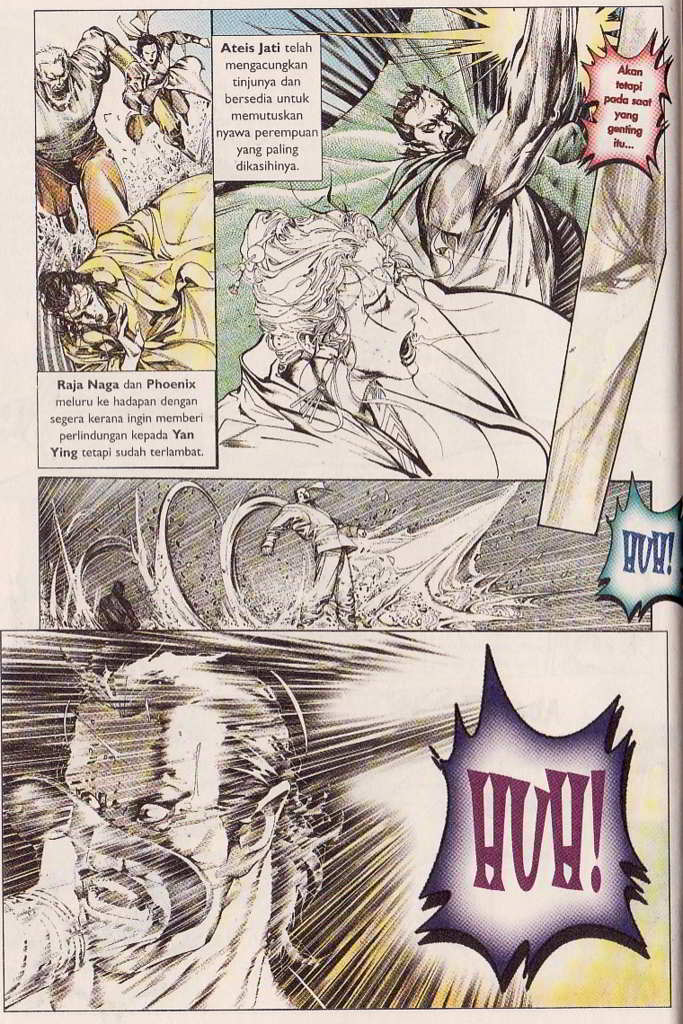 Raja Naga dan Phoenix
meluru ke hadapan dengan
segera kerana ingin memberi
perlindungan kepada Yan
Ying tetapi sudah terlambat.
Ateis Jati telah
mengacungkan
tinjunya dan
bersedia untuk
memutuskan
nyawa perempuan
yang paling
dikasihinya.
Akan
tetapi
pada saat
yang
genting
itu...
HUH!
HUH!